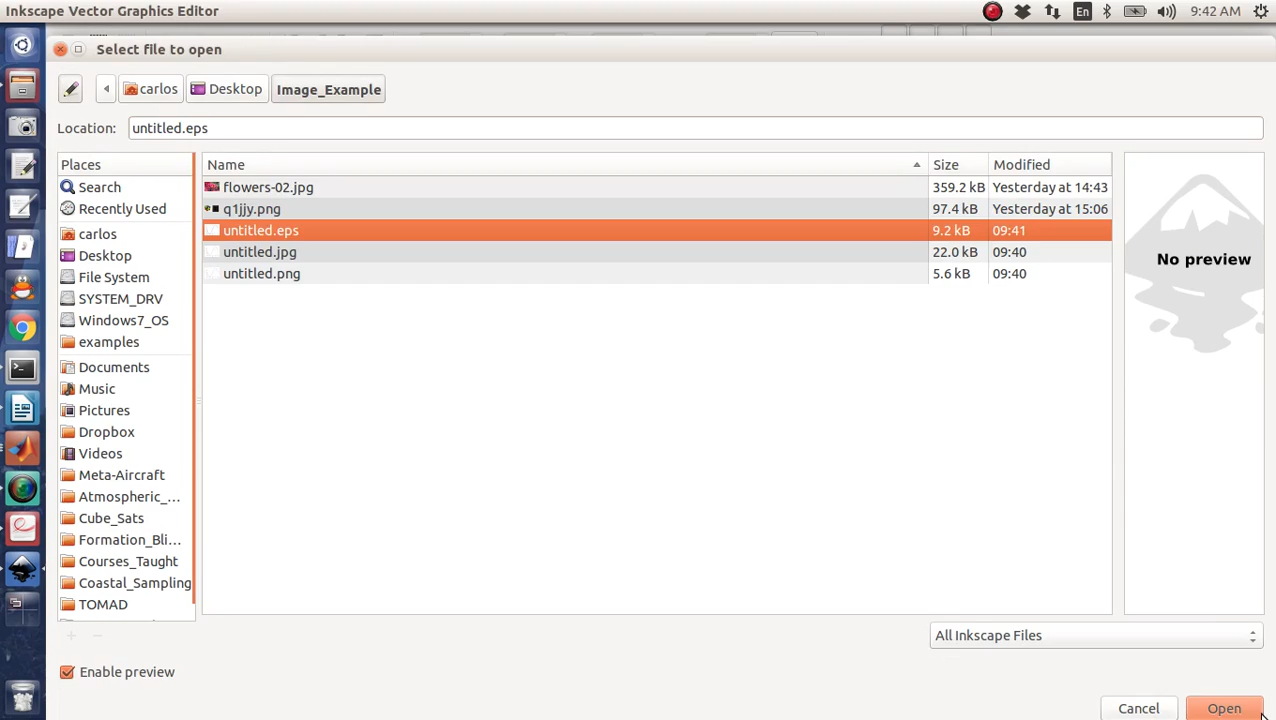 Inkscape Vector Graphics Editor
En
9:42 AM
Select file to open
carlos
Desktop
Image_Example
Location:
untitled.eps
Places
Name
Size
Modified
Search
flowers-02.jpg
359.2 kB
Yesterday at 14:43
Recently Used
q1jjy.png
97.4 kB
Yesterday at 15:06
carlos
untitled.eps
9.2 kB
09:41
Desktop
untitled.jpg
22.0 kB
09:40
File System
untitled.png
5.6 kB
09:40
No preview
SYSTEM_DRV
Windows7_OS
examples
Documents
Music
Pictures
Dropbox
Videos
Meta-Aircraft
Atmospheric_...
Cube_Sats
Formation_Bli...
Courses_Taught
Coastal_Sampling
TOMAD
All Inkscape Files
Enable preview
Cancel
Open